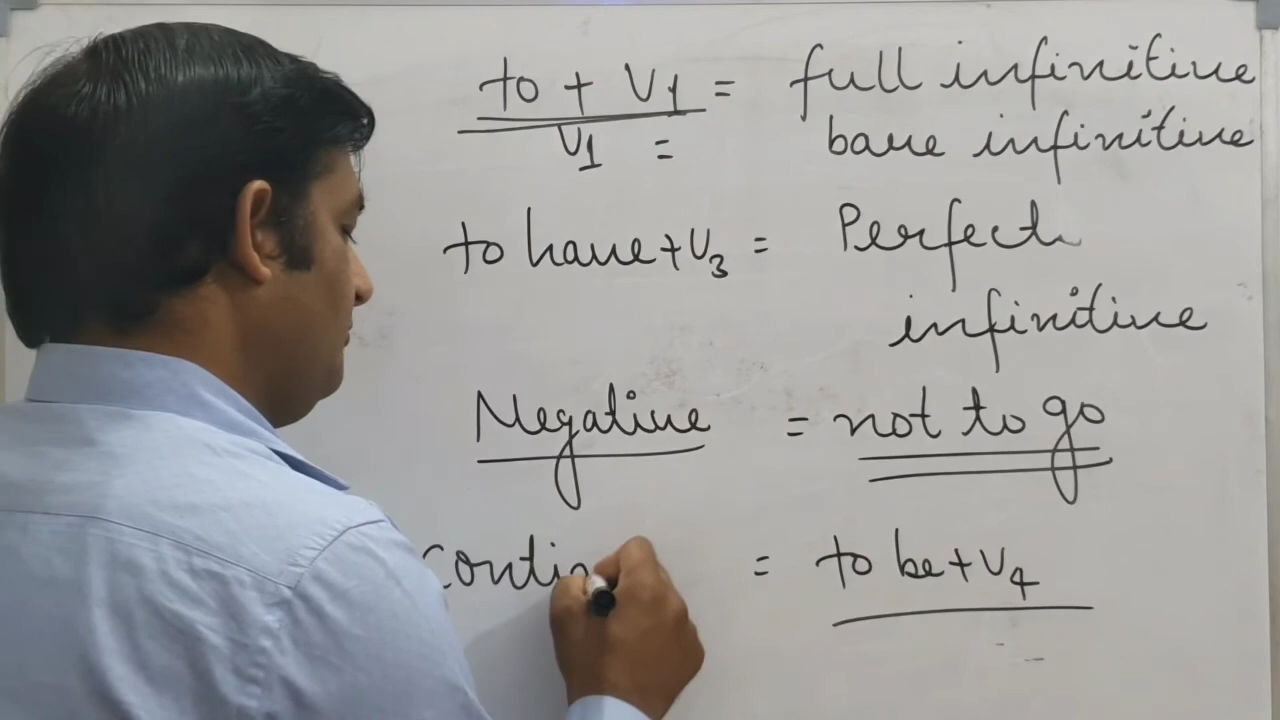 to + V1 = full infinitive
V1 = bare infinitive
to have + V3 = Perfect
infinitive
Negative = not to go
Contin = to be + V4